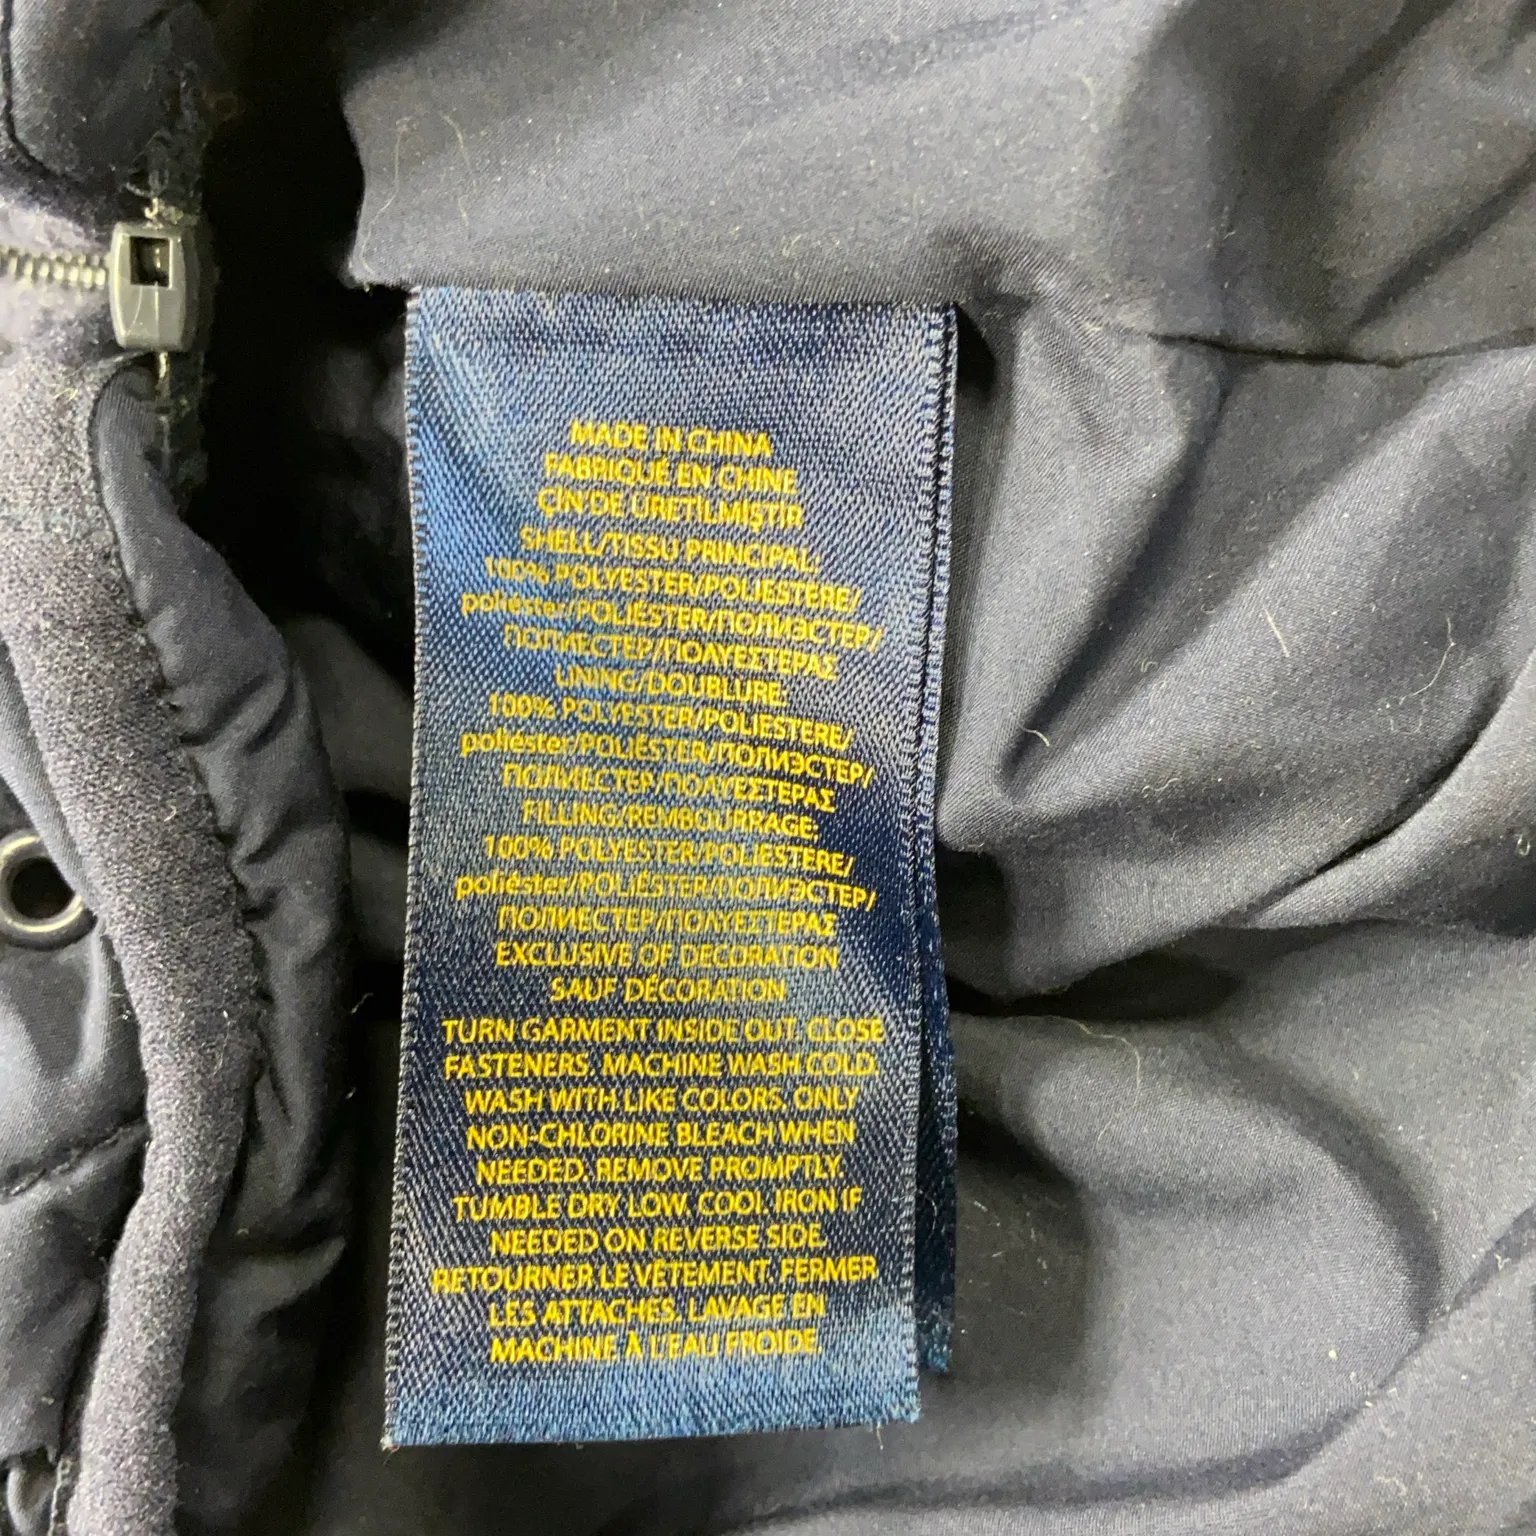 MADE IN CHINA
FABRIQUÉ EN CHINE
ÇİN'DE ÜRETİLMİŞTİR
SHELL/TISSU PRINCIPAL:
100% POLYESTER/POLIESTERE/
poliéster/POLIÉSTER/ПОЛИЭСТЕР/
ПОЛИЕСТЕР/ΠΟΛΥΕΣΤΕΡΑΣ
LINING/DOUBLURE:
100% POLYESTER/POLIESTERE/
poliéster/POLIÉSTER/ПОЛИЭСТЕР/
ПОЛИЕСТЕР/ΠΟΛΥΕΣΤΕΡΑΣ
FILLING/REMBOURRAGE:
100% POLYESTER/POLIESTERE/
poliéster/POLIÉSTER/ПОЛИЭСТЕР/
ПОЛИЕСТЕР/ΠΟΛΥΕΣΤΕΡΑΣ
EXCLUSIVE OF DECORATION
SAUF DÉCORATION
TURN GARMENT INSIDE OUT. CLOSE
FASTENERS. MACHINE WASH COLD.
WASH WITH LIKE COLORS. ONLY
NON-CHLORINE BLEACH WHEN
NEEDED. REMOVE PROMPTLY.
TUMBLE DRY LOW. COOL IRON IF
NEEDED ON REVERSE SIDE.
RETOURNER LE VÊTEMENT. FERMER
LES ATTACHES. LAVAGE EN
MACHINE À L'EAU FROIDE.